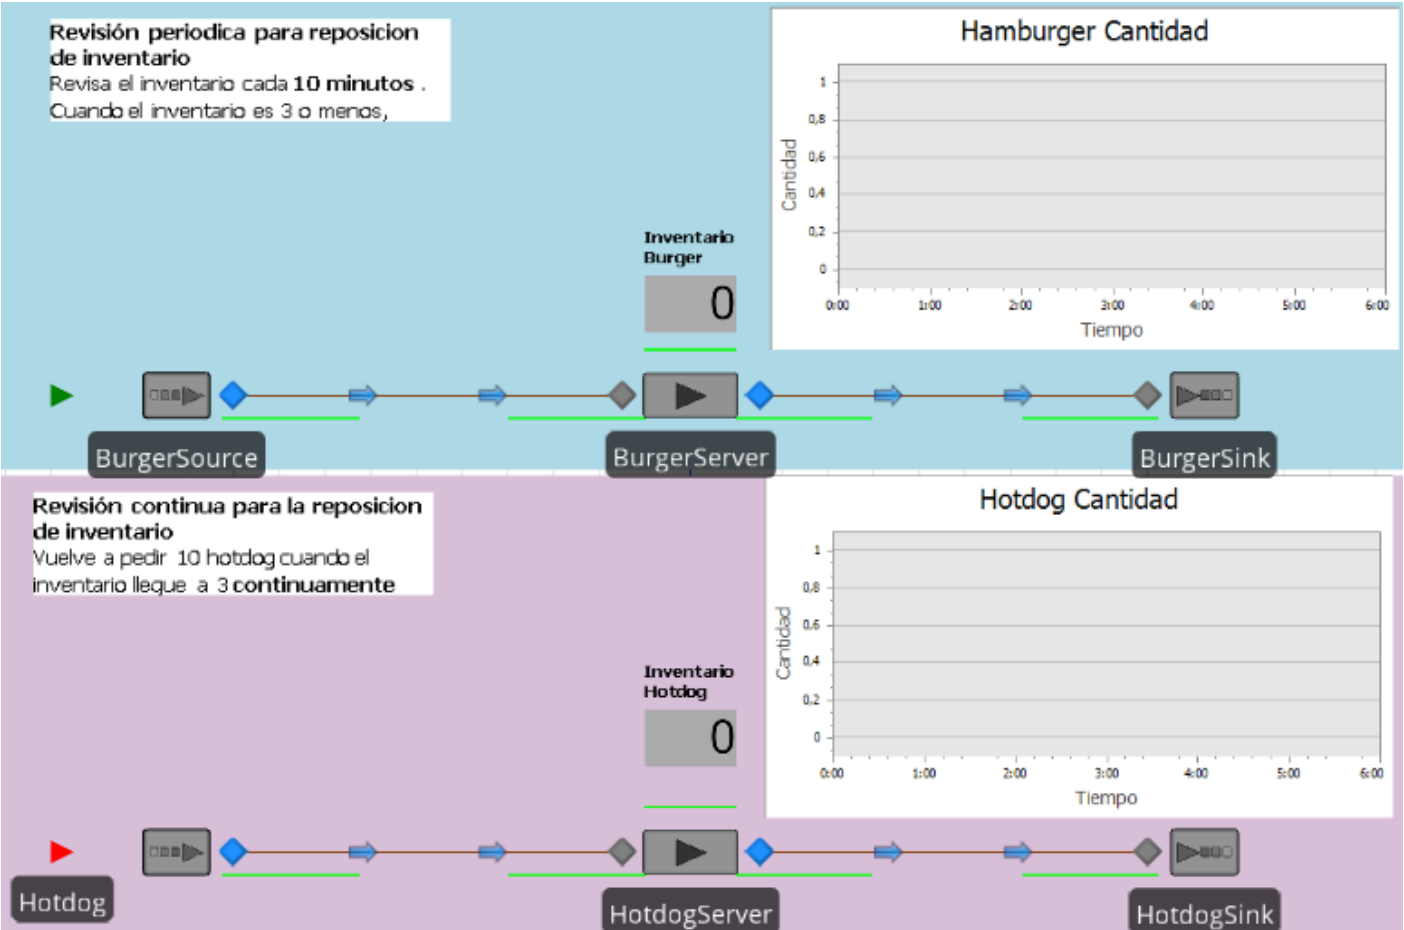 Revisión periodica para reposicion
de inventario
Revisa el inventario cada 10 minutos .
Cuando el inventario es 3 o menos,
Hamburger Cantidad
1
0,8
0,6
0,4
0,2
0
Cantidad
0:00 1:00 2:00 3:00 4:00 5:00 6:00
Tiempo
Inventario
Burger
0
BurgerSource
BurgerServer
BurgerSink
Revisión continua para la reposicion
de inventario
Vuelve a pedir 10 hotdog cuando el
inventario llegue a 3 continuamente
Hotdog Cantidad
1
0,8
0,6
0,4
0,2
0
Cantidad
0:00 1:00 2:00 3:00 4:00 5:00 6:00
Tiempo
Inventario
Hotdog
0
Hotdog
HotdogServer
HotdogSink